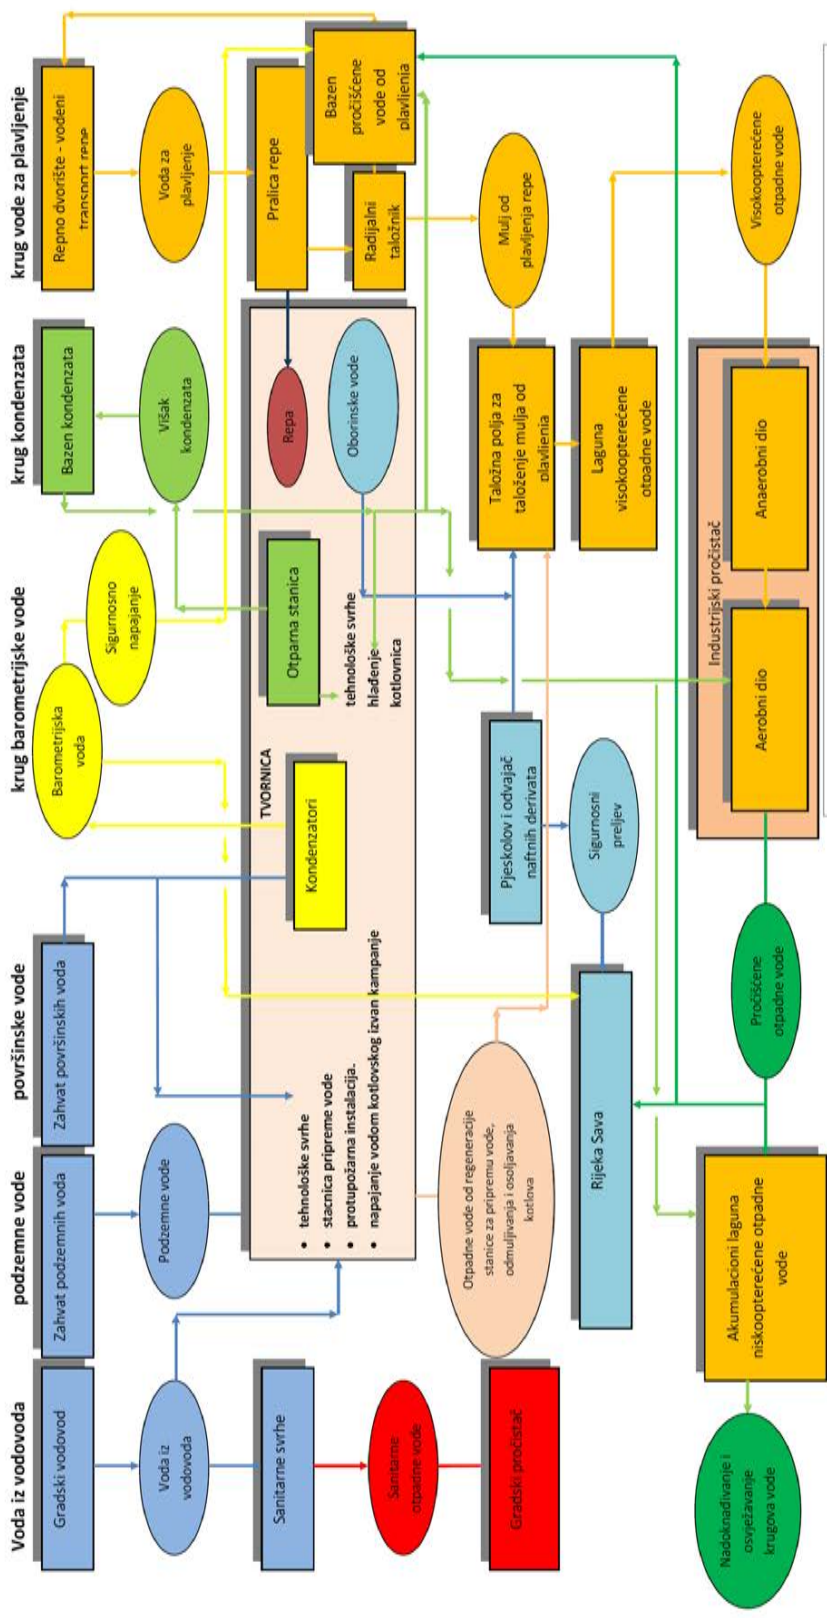 Voda iz vodovoda
podzemne vode
površinske vode
krug barometrijske vode
krug kondenzata
krug vode za plavljenje
Gradski vodovod
Zahvat podzemnih voda
Zahvat površinskih voda
Barometrijska
voda
Sigurnosno
napajanje
Bazen kondenzata
Repno dvorište - vodeni
transport repe
Voda iz
vodovoda
Podzemne vode
Višak
kondenzata
Voda za
plavljenje
Sanitarne svrhe
TVORNICA
Kondenzatori
Otparna stanica
Repa
Pralica repe
Bazen
pročišćene
vode od
plavlienia
• tehnološke svrhe
• stacnica pripreme vode
• protupožarna instalacija.
• napajanje vodom kotlovskog izvan kampanje
tehnološke svrhe
hlađenje
kotlovnica
Oborinske vode
Radijalni
taložnik
Sanitarne
otpadne vode
Gradski pročistač
Otpadne vode od regeneracije
stanice za pripremu vode,
odmuljivanja i osoljavanja
kotlova
Pjeskolov i odvajač
naftnih derivata
Taložna polja za
taloženje mulja od
plavlienia
Mulj od
plavljenja repe
Rijeka Sava
Sigurnosni
preljev
Laguna
visokoopterećene
otpadne vode
Akumulacioni laguna
niskoopterećene otpadne
vode
Pročišćene
otpadne vode
Industrijski pročistač
Aerobni dio
Anaerobni dio
Visokoopterećene
otpadne vode
Nadoknađivanje i
osvježavanje
krugova vode